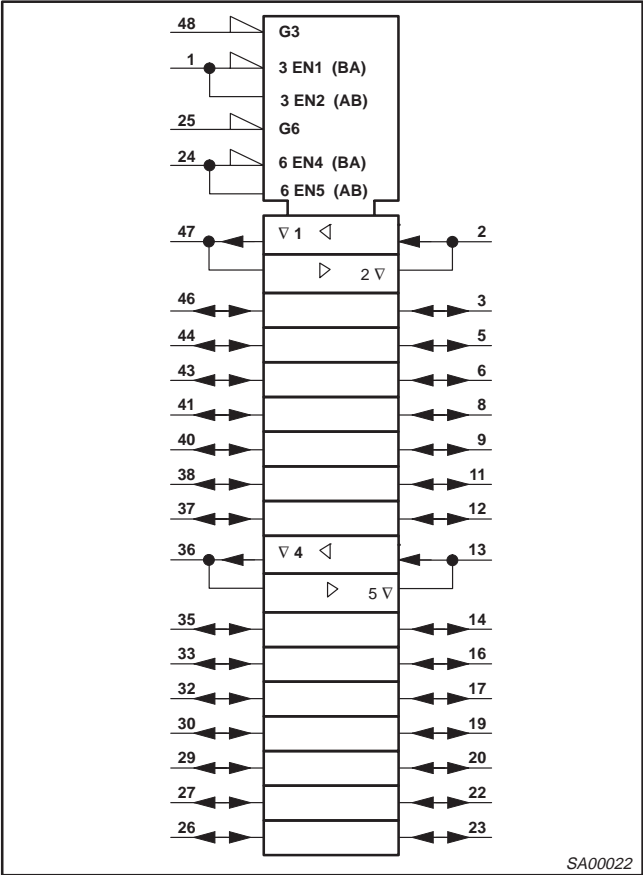 48 G3
1 3 EN1 (BA)
3 EN2 (AB)
25 G6
24 6 EN4 (BA)
6 EN5 (AB)
47 ∇ 1 ◁ 2
▷ 2 ∇
46 3
44 5
43 6
41 8
40 9
38 11
37 12
36 ∇ 4 ◁ 13
▷ 5 ∇
35 14
33 16
32 17
30 19
29 20
27 22
26 23
SA00022